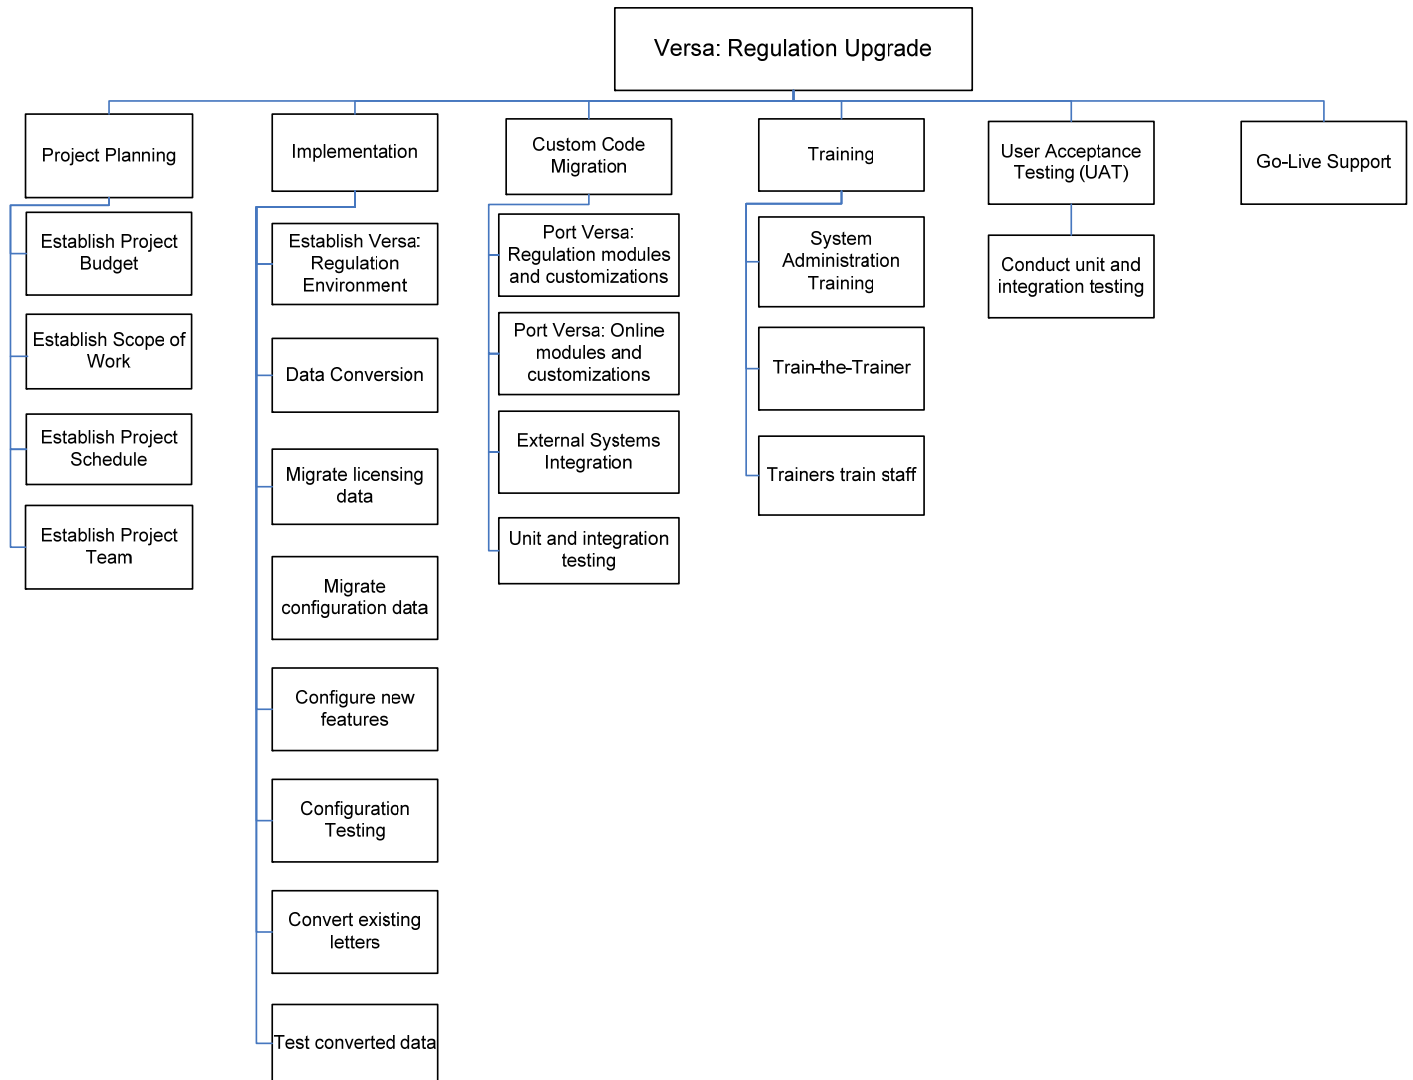 Versa: Regulation Upgrade
Project Planning
Establish Project
Budget
Establish Scope of
Work
Establish Project
Schedule
Establish Project
Team
Implementation
Establish Versa:
Regulation
Environment
Data Conversion
Migrate licensing
data
Migrate
configuration data
Configure new
features
Configuration
Testing
Convert existing
letters
Test converted data
Custom Code
Migration
Port Versa:
Regulation modules
and customizations
Port Versa: Online
modules and
customizations
External Systems
Integration
Unit and integration
testing
Training
System
Administration
Training
Train-the-Trainer
Trainers train staff
User Acceptance
Testing (UAT)
Conduct unit and
integration testing
Go-Live Support